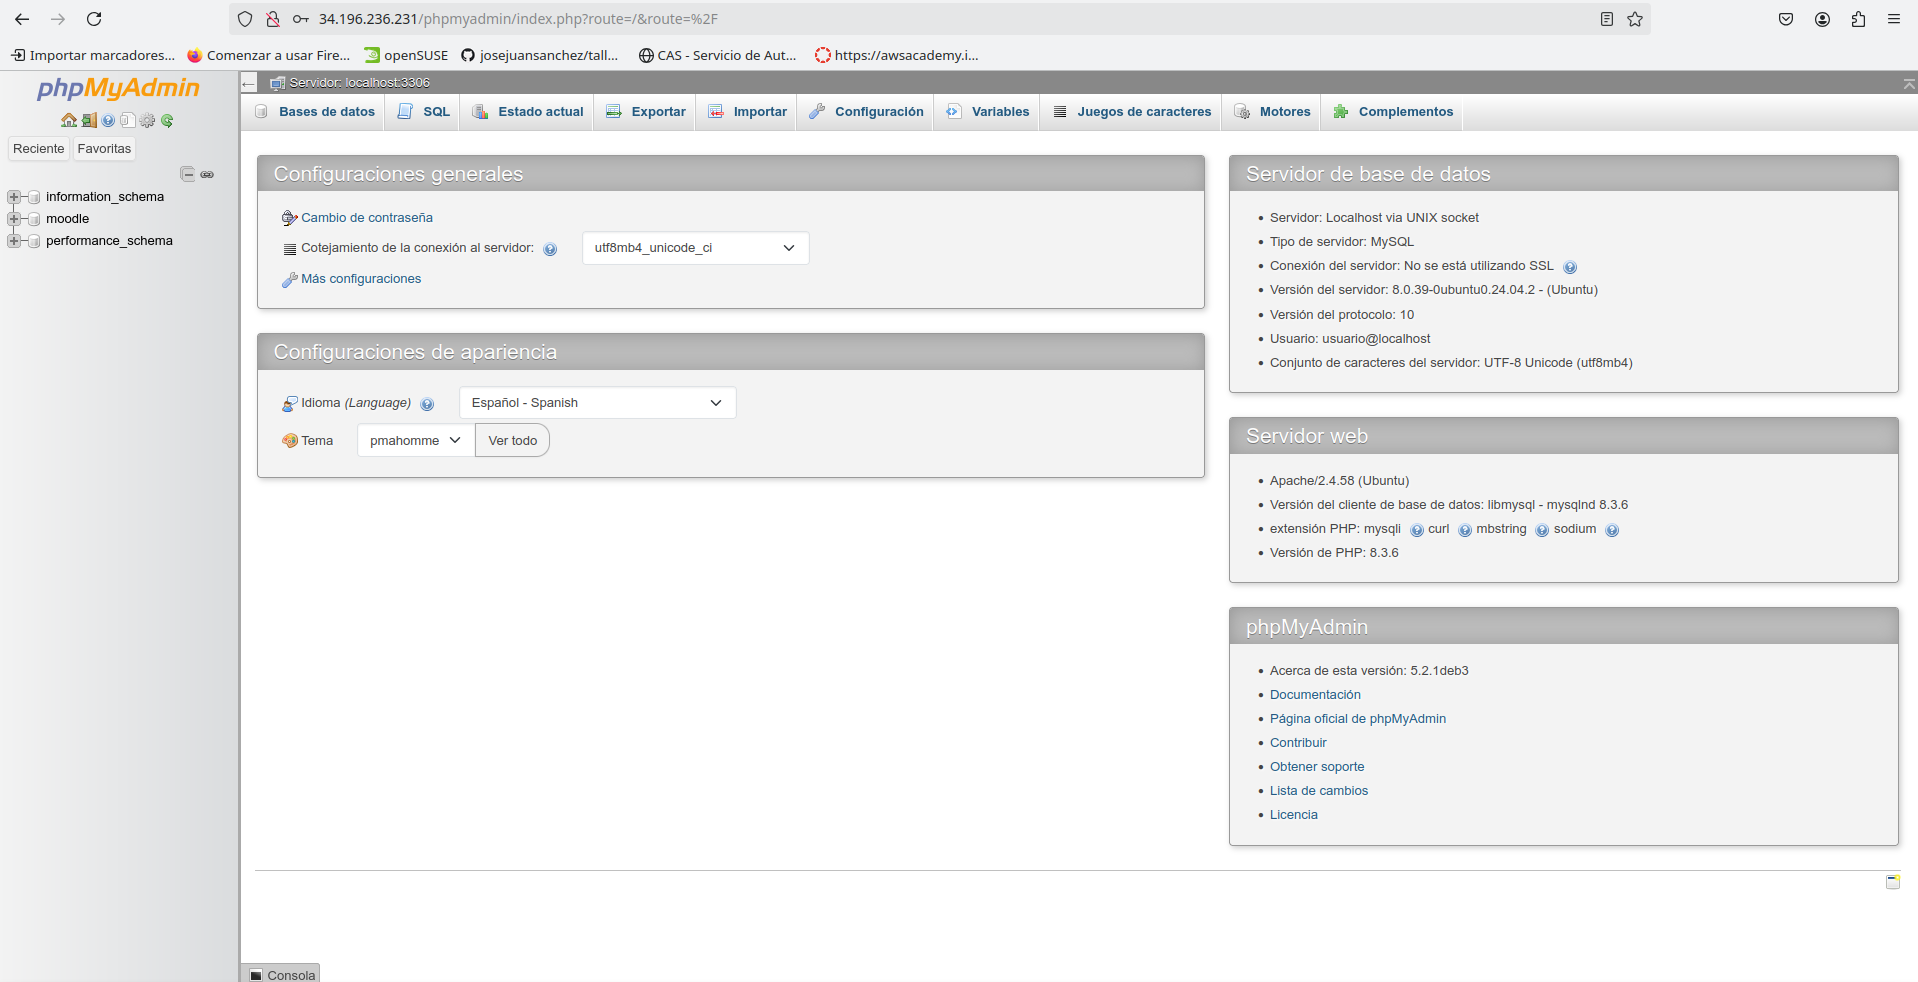 34.196.236.231/phpmyadmin/index.php?route=/&route=%2F
Importar marcadores...
Comenzar a usar Fire...
openSUSE
josejuansanchez/tall...
CAS - Servicio de Aut...
https://awsacademy.i...
phpMyAdmin
Reciente
Favoritas
information_schema
moodle
performance_schema
Servidor: localhost:3306
Bases de datos
SQL
Estado actual
Exportar
Importar
Configuración
Variables
Juegos de caracteres
Motores
Complementos
Configuraciones generales
Cambio de contraseña
Cotejamiento de la conexión al servidor:
utf8mb4_unicode_ci
Más configuraciones
Configuraciones de apariencia
Idioma (Language)
Español - Spanish
Tema
pmahomme
Ver todo
Servidor de base de datos
Servidor: Localhost via UNIX socket
Tipo de servidor: MySQL
Conexión del servidor: No se está utilizando SSL
Versión del servidor: 8.0.39-0ubuntu0.24.04.2 - (Ubuntu)
Versión del protocolo: 10
Usuario: usuario@localhost
Conjunto de caracteres del servidor: UTF-8 Unicode (utf8mb4)
Servidor web
Apache/2.4.58 (Ubuntu)
Versión del cliente de base de datos: libmysql - mysqlnd 8.3.6
extensión PHP: mysqli curl mbstring sodium
Versión de PHP: 8.3.6
phpMyAdmin
Acerca de esta versión: 5.2.1deb3
Documentación
Página oficial de phpMyAdmin
Contribuir
Obtener soporte
Lista de cambios
Licencia
Consola